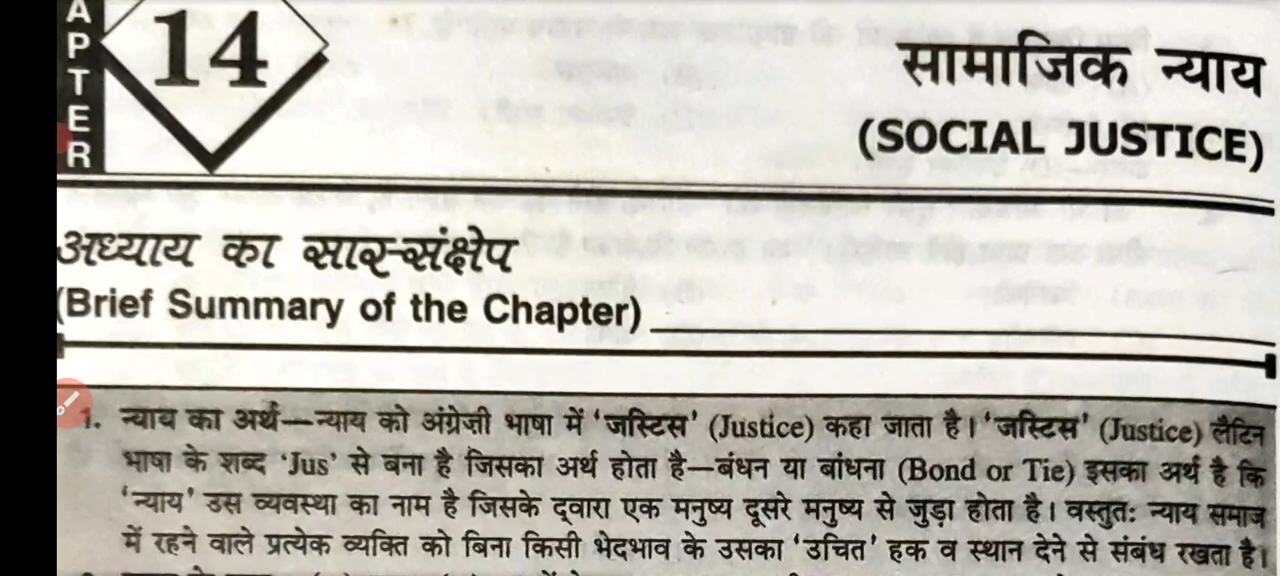 CHAPTER
14
सामाजिक न्याय
(SOCIAL JUSTICE)
अध्याय का सार-संक्षेप
(Brief Summary of the Chapter)
1. न्याय का अर्थ—न्याय को अंग्रेज़ी भाषा में ‘जस्टिस’ (Justice) कहा जाता है। ‘जस्टिस’ (Justice) लैटिन
भाषा के शब्द ‘Jus’ से बना है जिसका अर्थ होता है—बंधन या बांधना (Bond or Tie) इसका अर्थ है कि
‘न्याय’ उस व्यवस्था का नाम है जिसके द्वारा एक मनुष्य दूसरे मनुष्य से जुड़ा होता है। वस्तुतः न्याय समाज
में रहने वाले प्रत्येक व्यक्ति को बिना किसी भेदभाव के उसका ‘उचित’ हक व स्थान देने से संबंध रखता है।